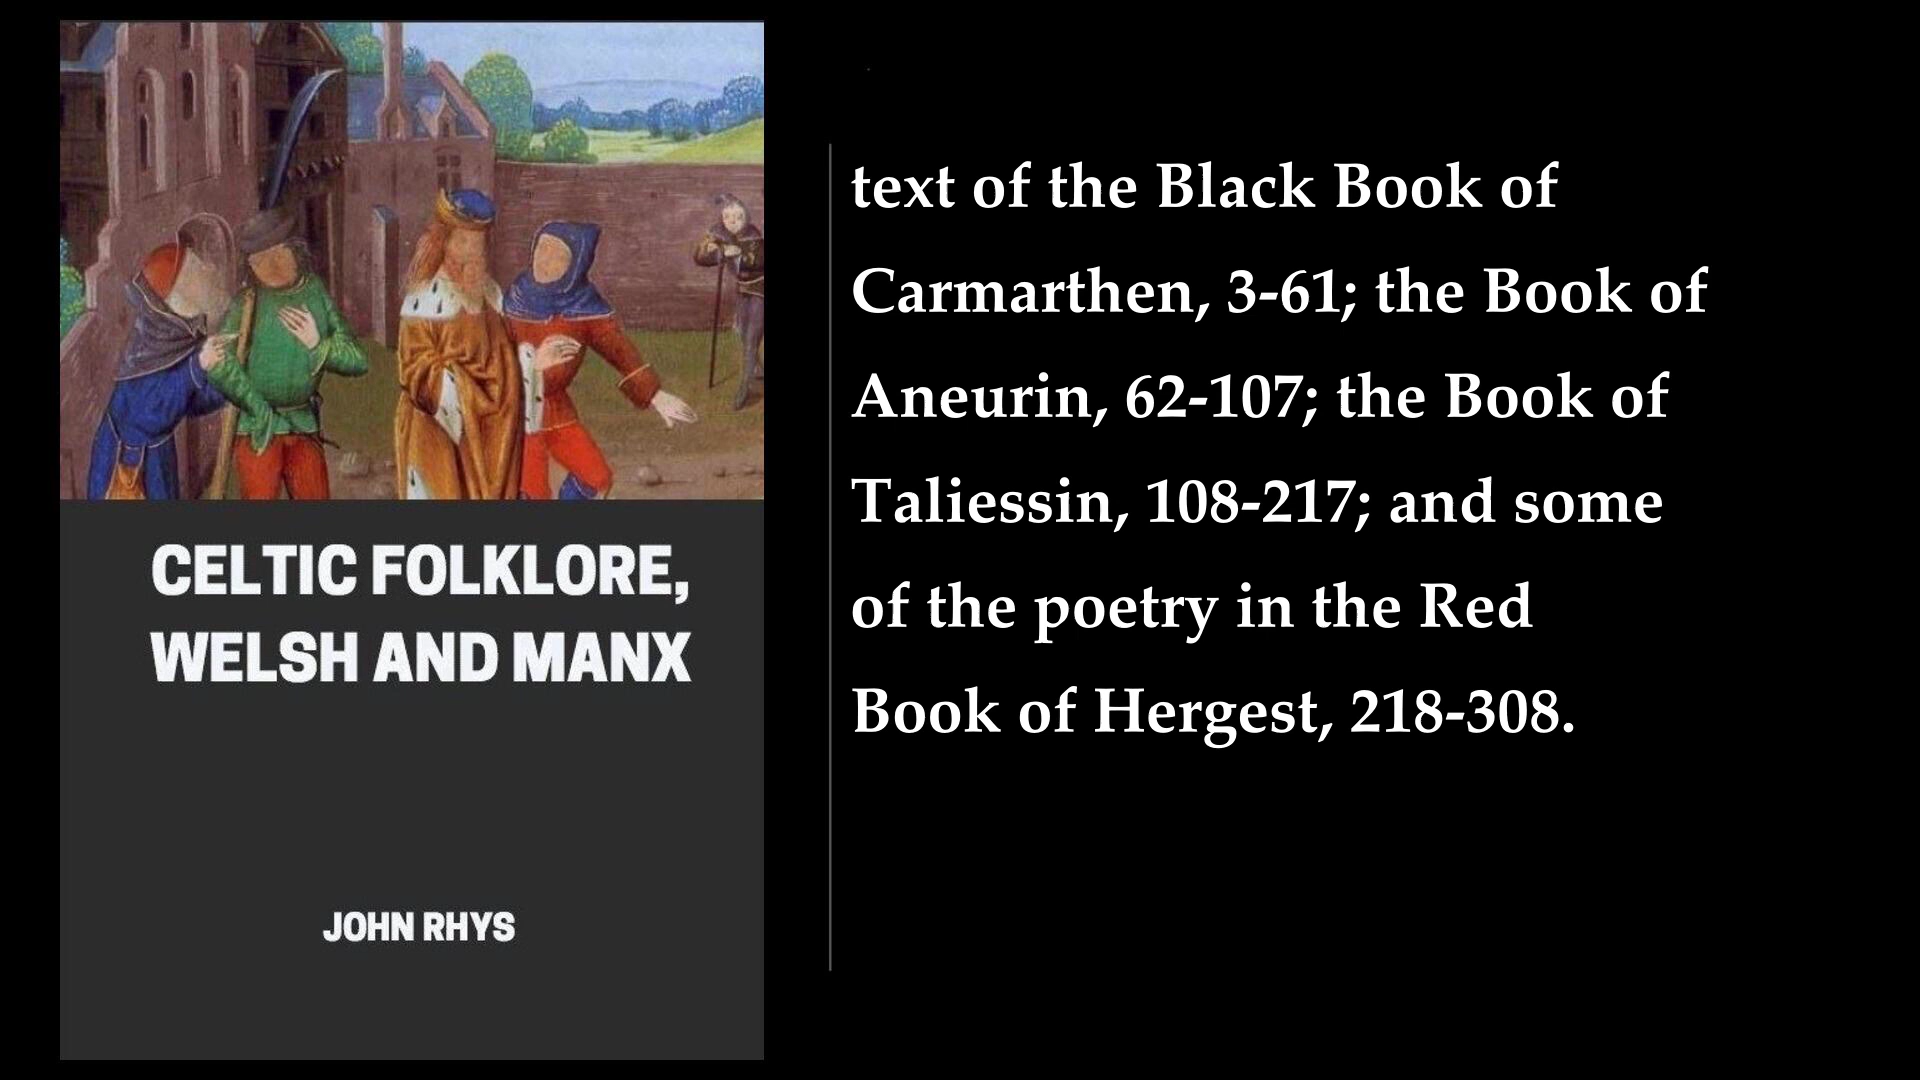 CELTIC FOLKLORE,
WELSH AND MANX
JOHN RHYS
text of the Black Book of
Carmarthen, 3-61; the Book of
Aneurin, 62-107; the Book of
Taliessin, 108-217; and some
of the poetry in the Red
Book of Hergest, 218-308.